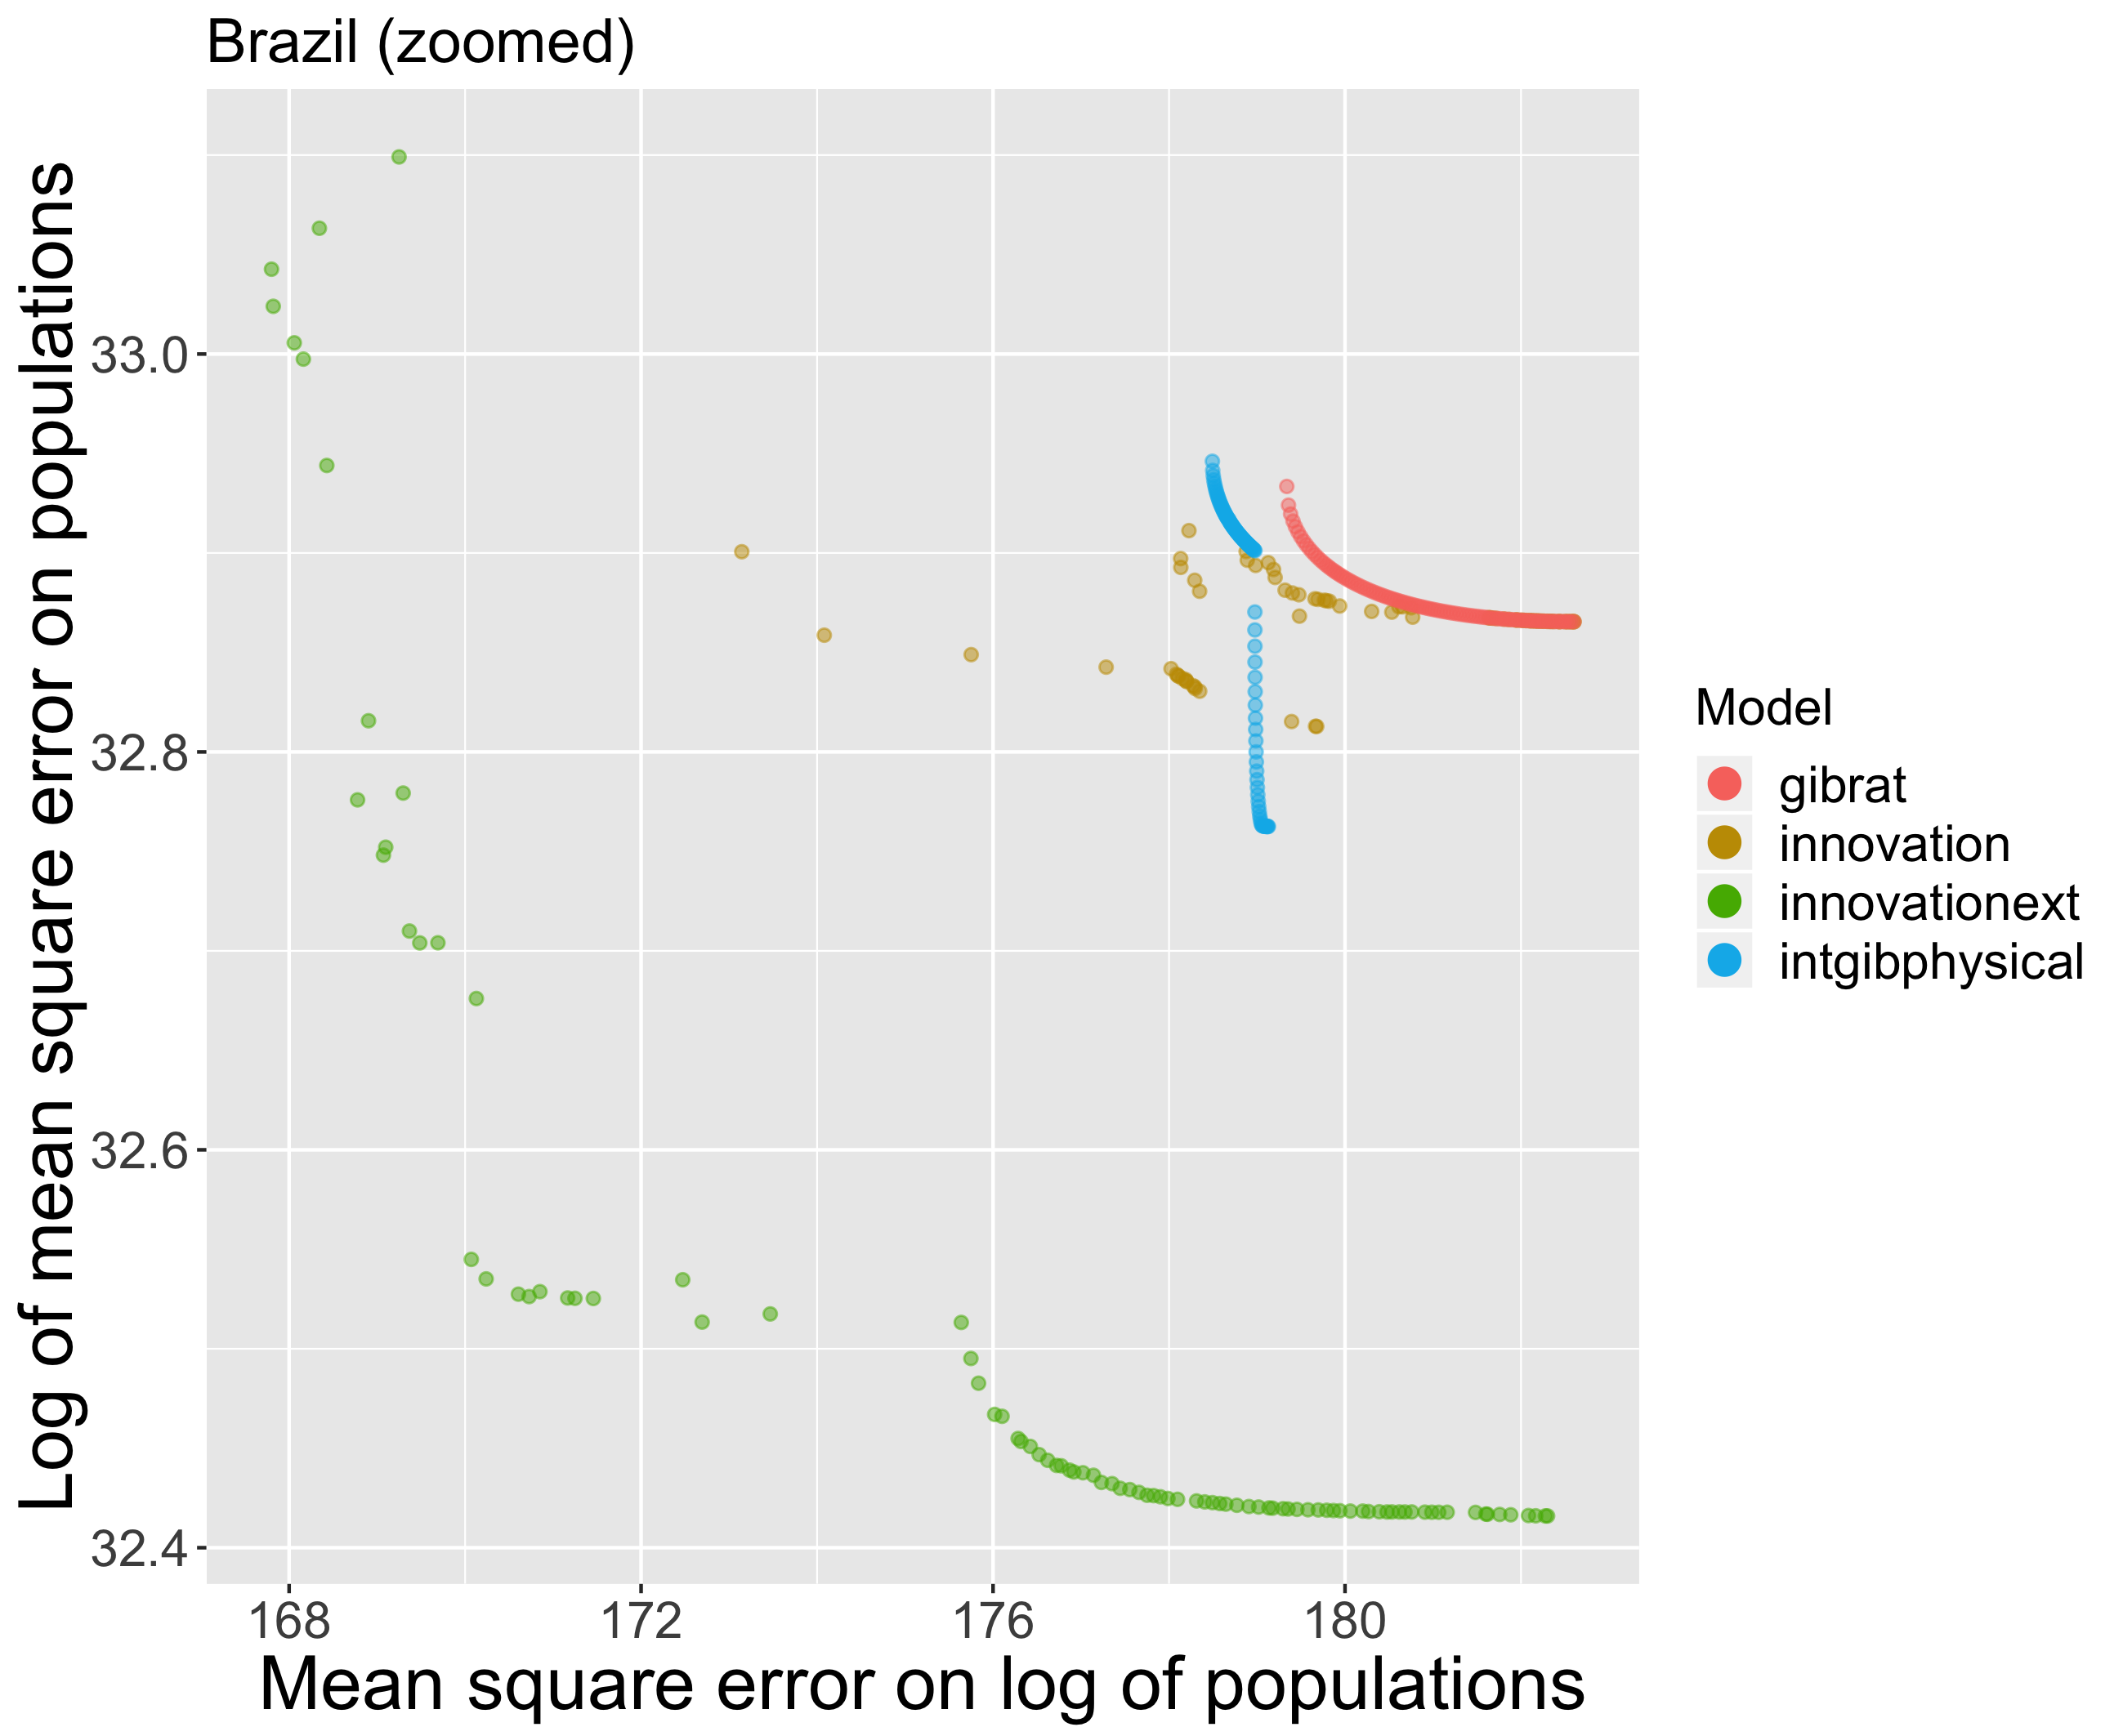 Brazil (zoomed)
Log of mean square error on populations
33.0
32.8
32.6
32.4
168 172 176 180
Mean square error on log of populations
Model
gibrat
innovation
innovationext
intgibphysical